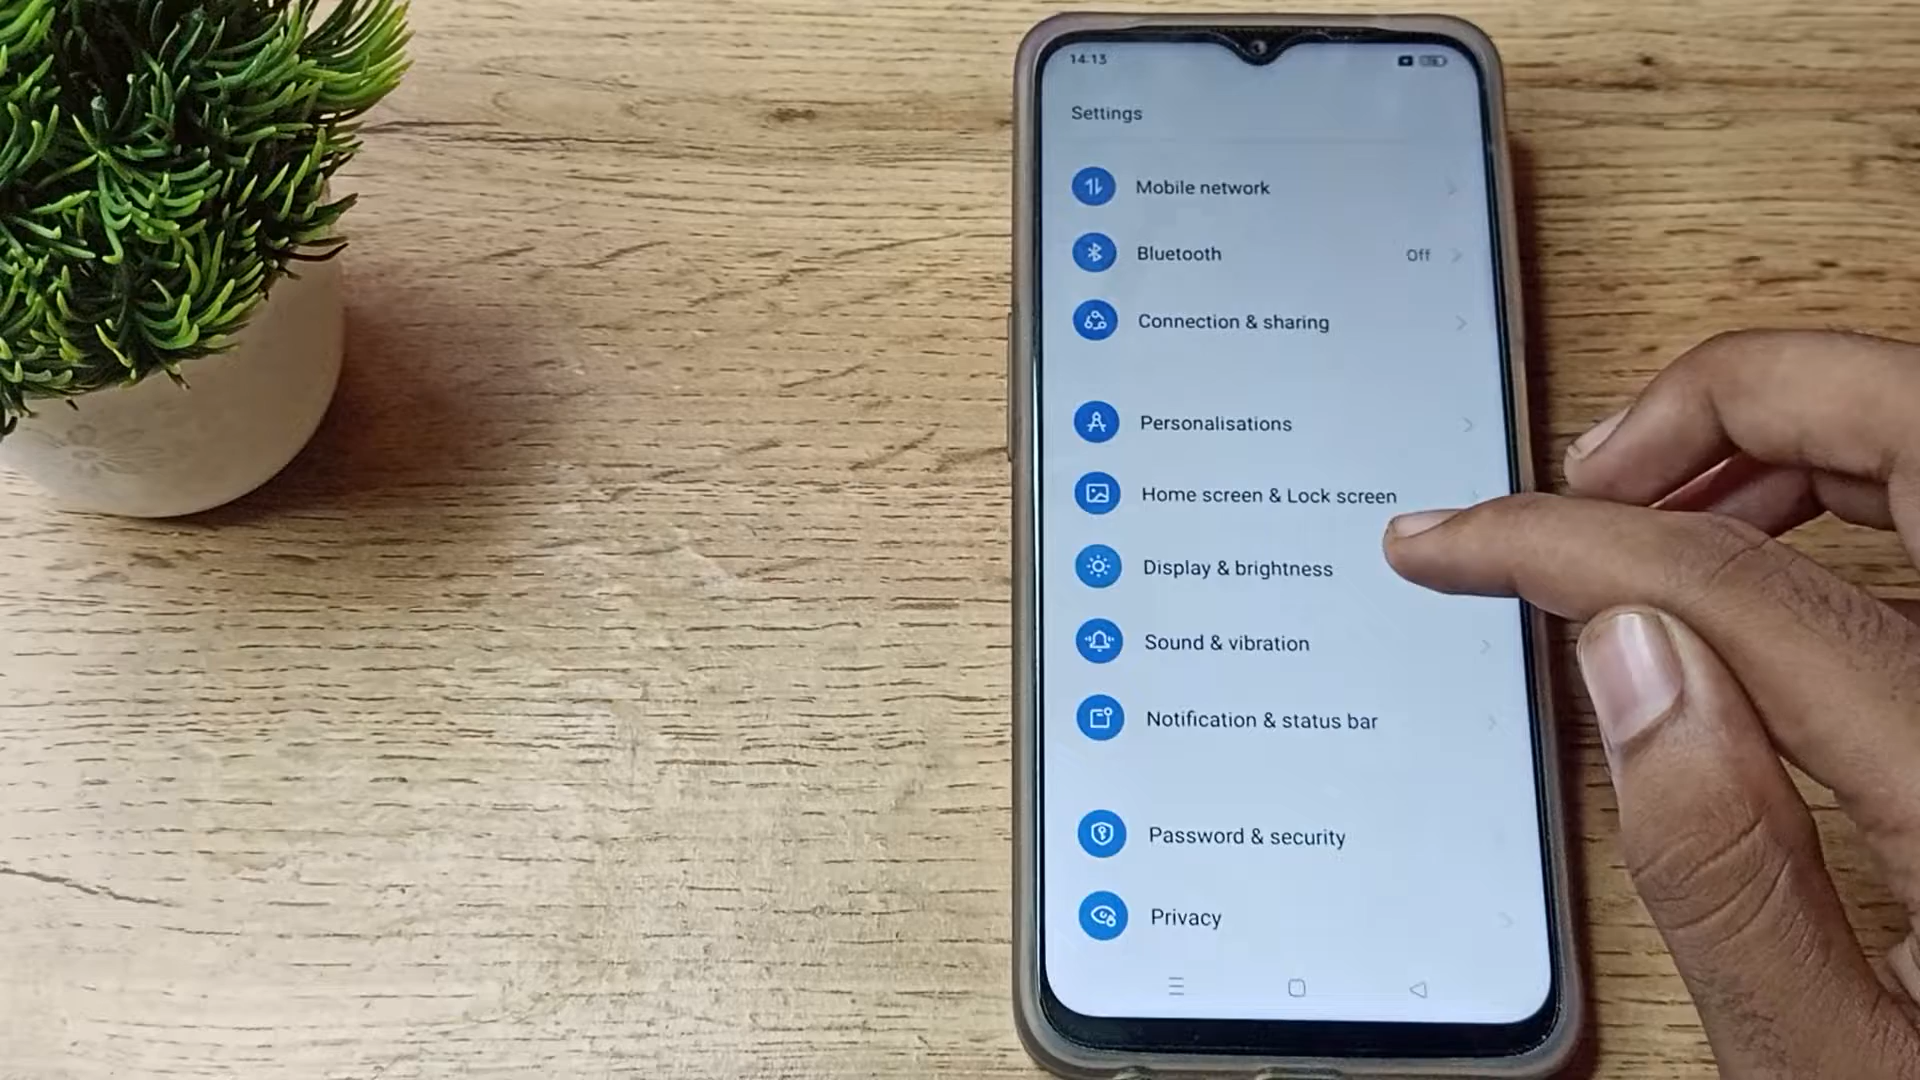 14:13
Settings
Mobile network
Bluetooth Off
Connection & sharing
Personalisations
Home screen & Lock screen
Display & brightness
Sound & vibration
Notification & status bar
Password & security
Privacy